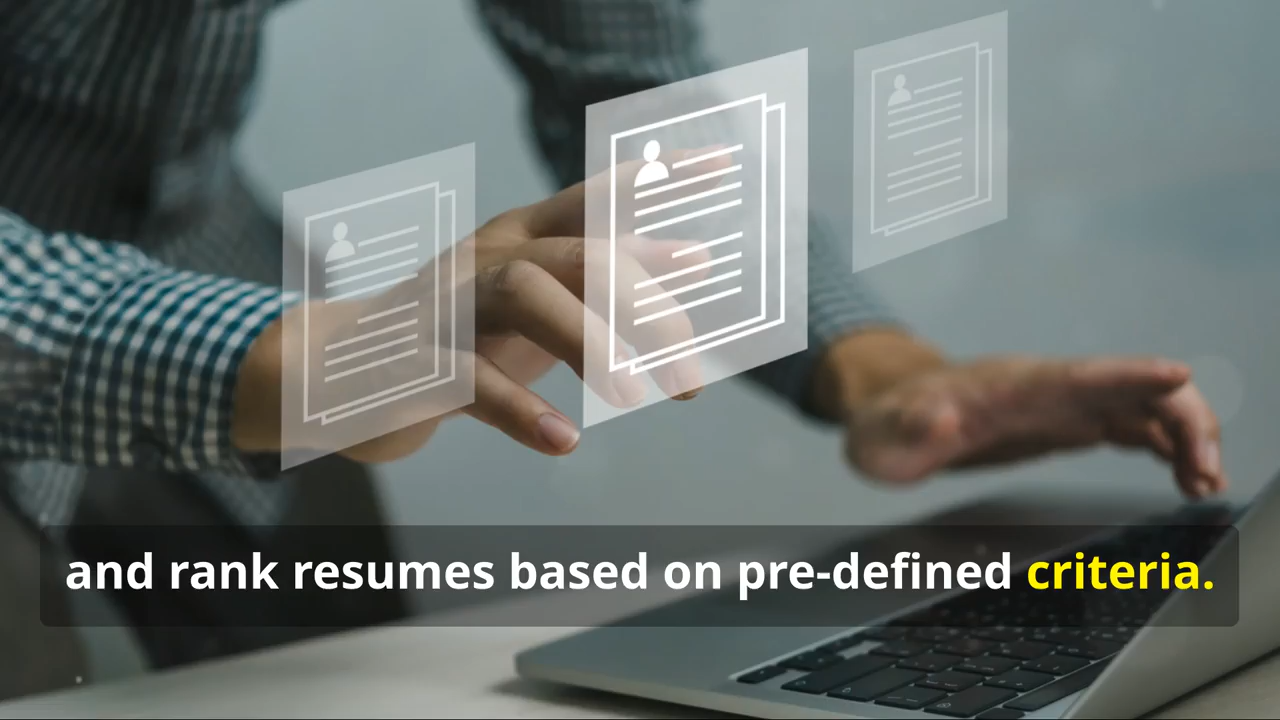 and rank resumes based on pre-defined criteria.